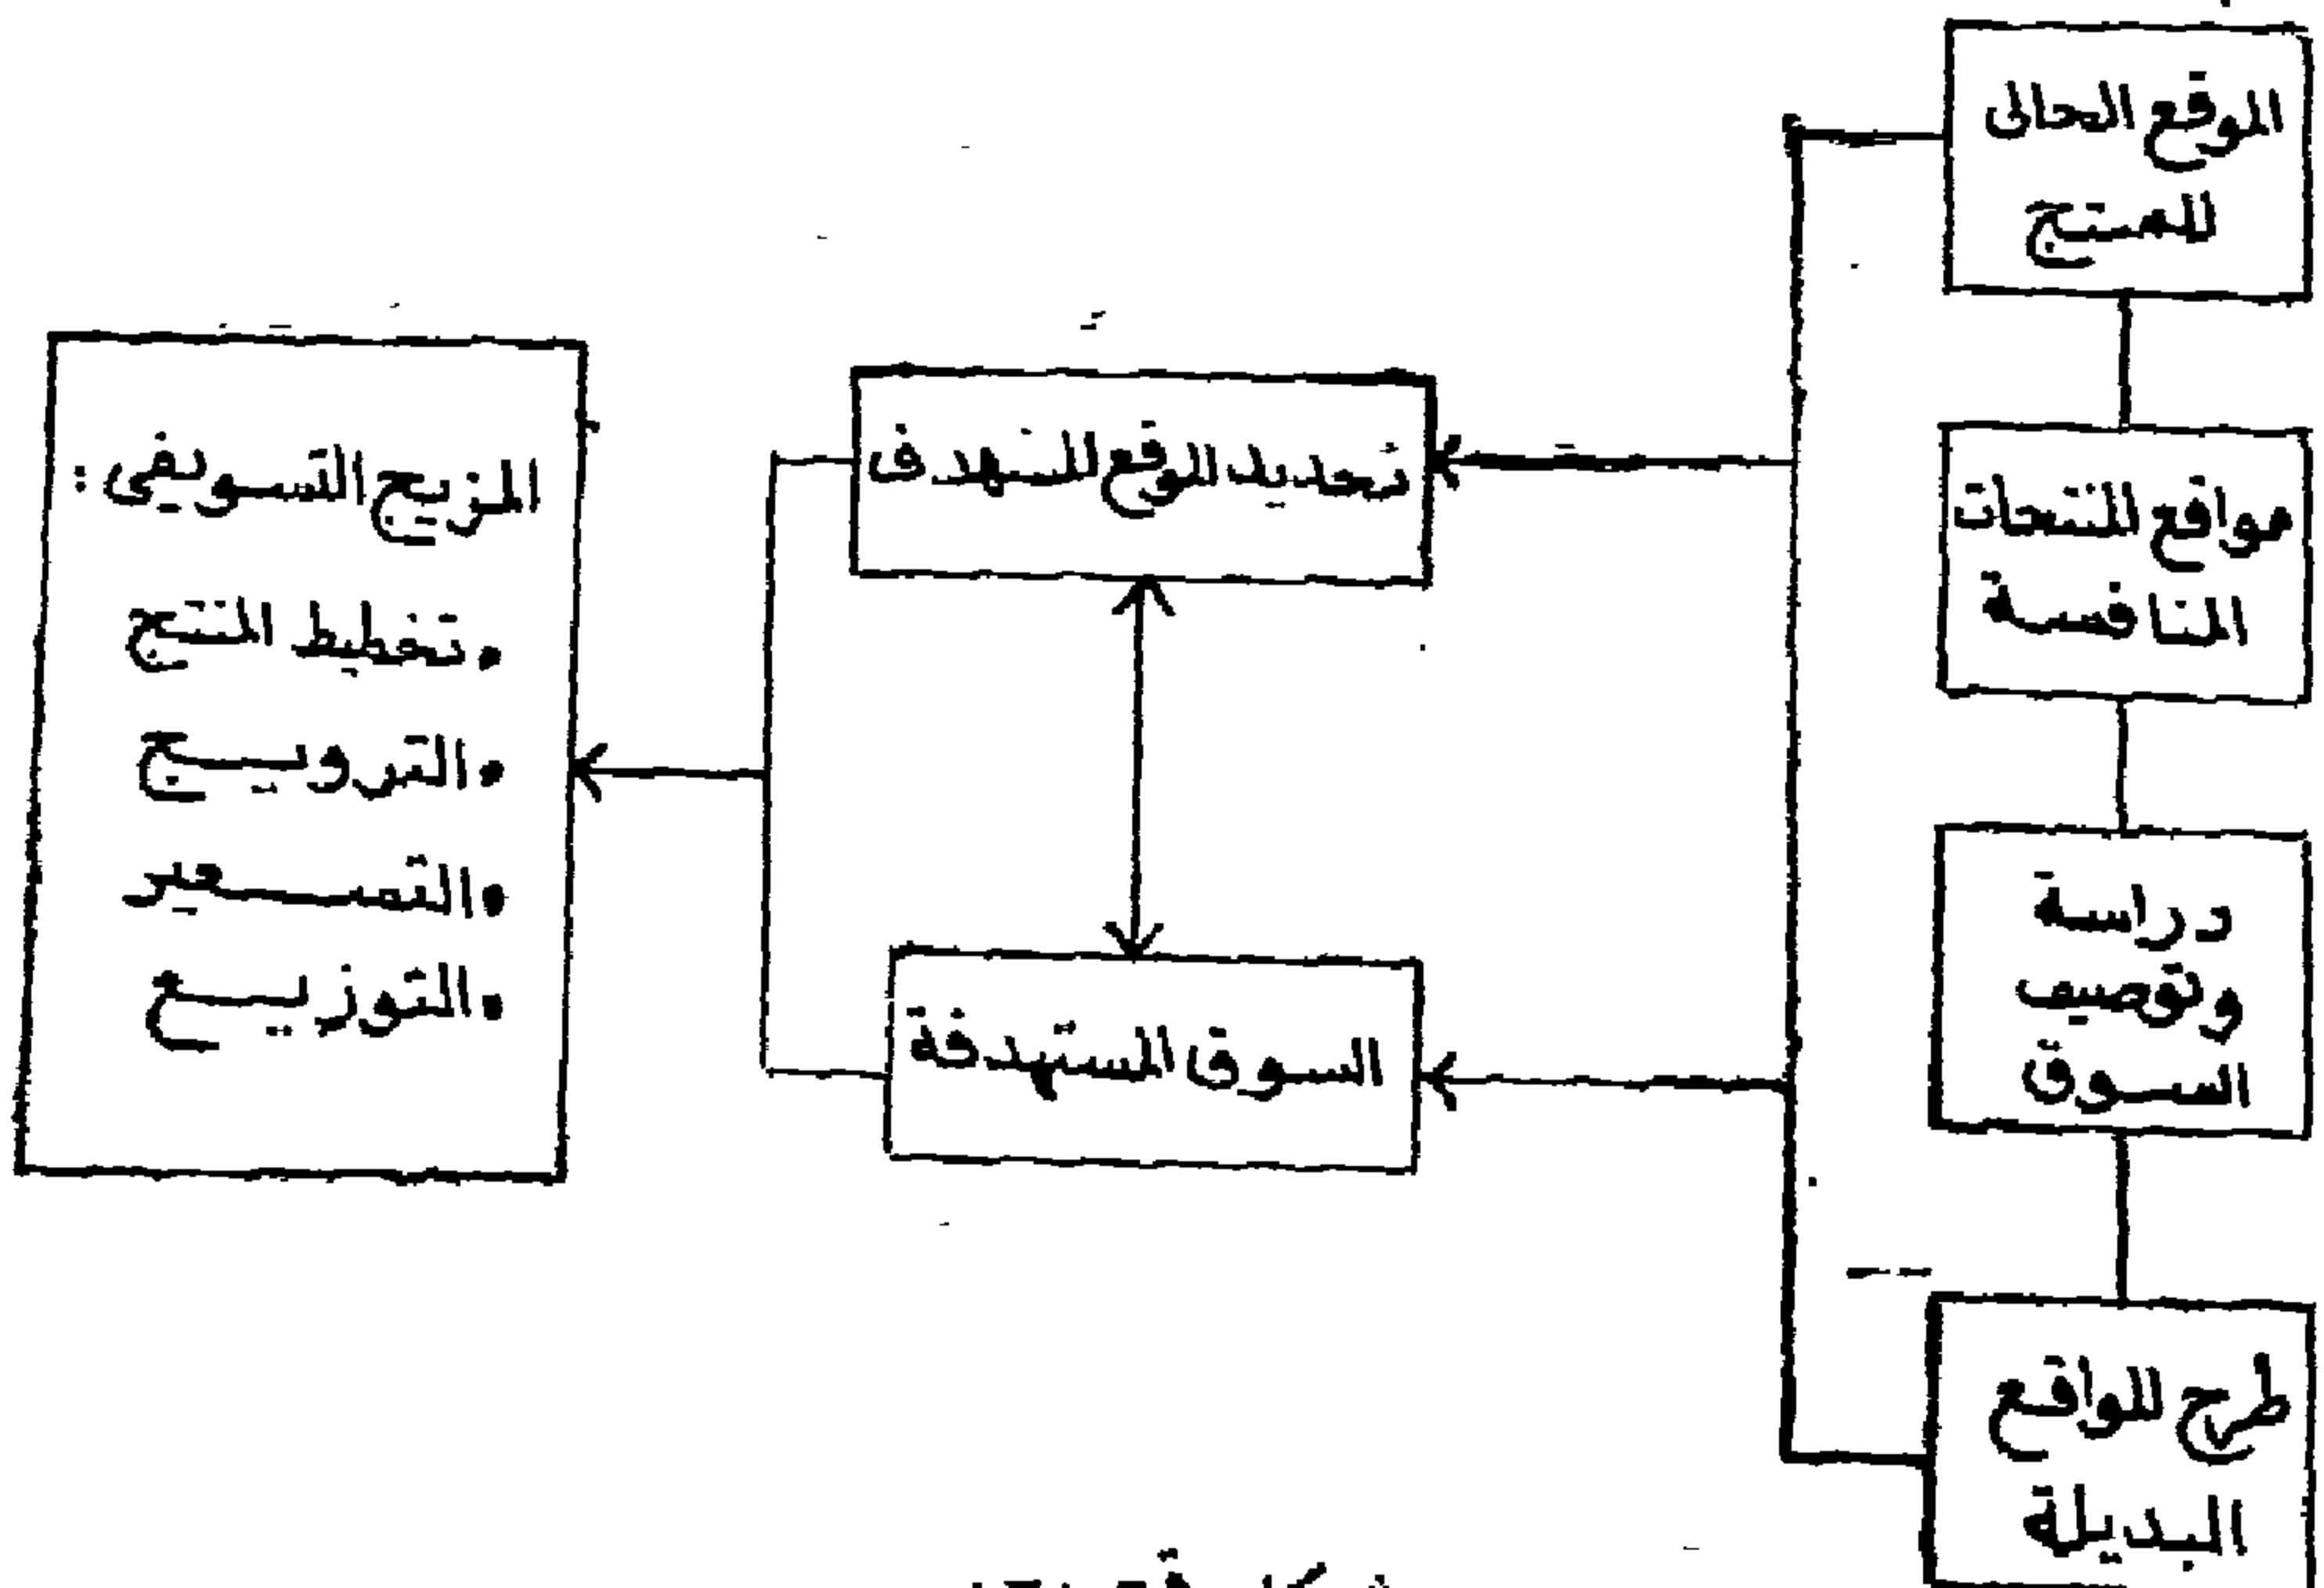 الموقع الحالى
للمنتج
مواقع المنتجات
المنافسة
دراسة
وتوصيف
السوق
طرح للواقع
البديلة
تحديد الموقع المستهدف
السوق المستهدفة
المزيج التسويقى :
• تخطيط المنتج
• الترويج
• التسعير
• التوزيع